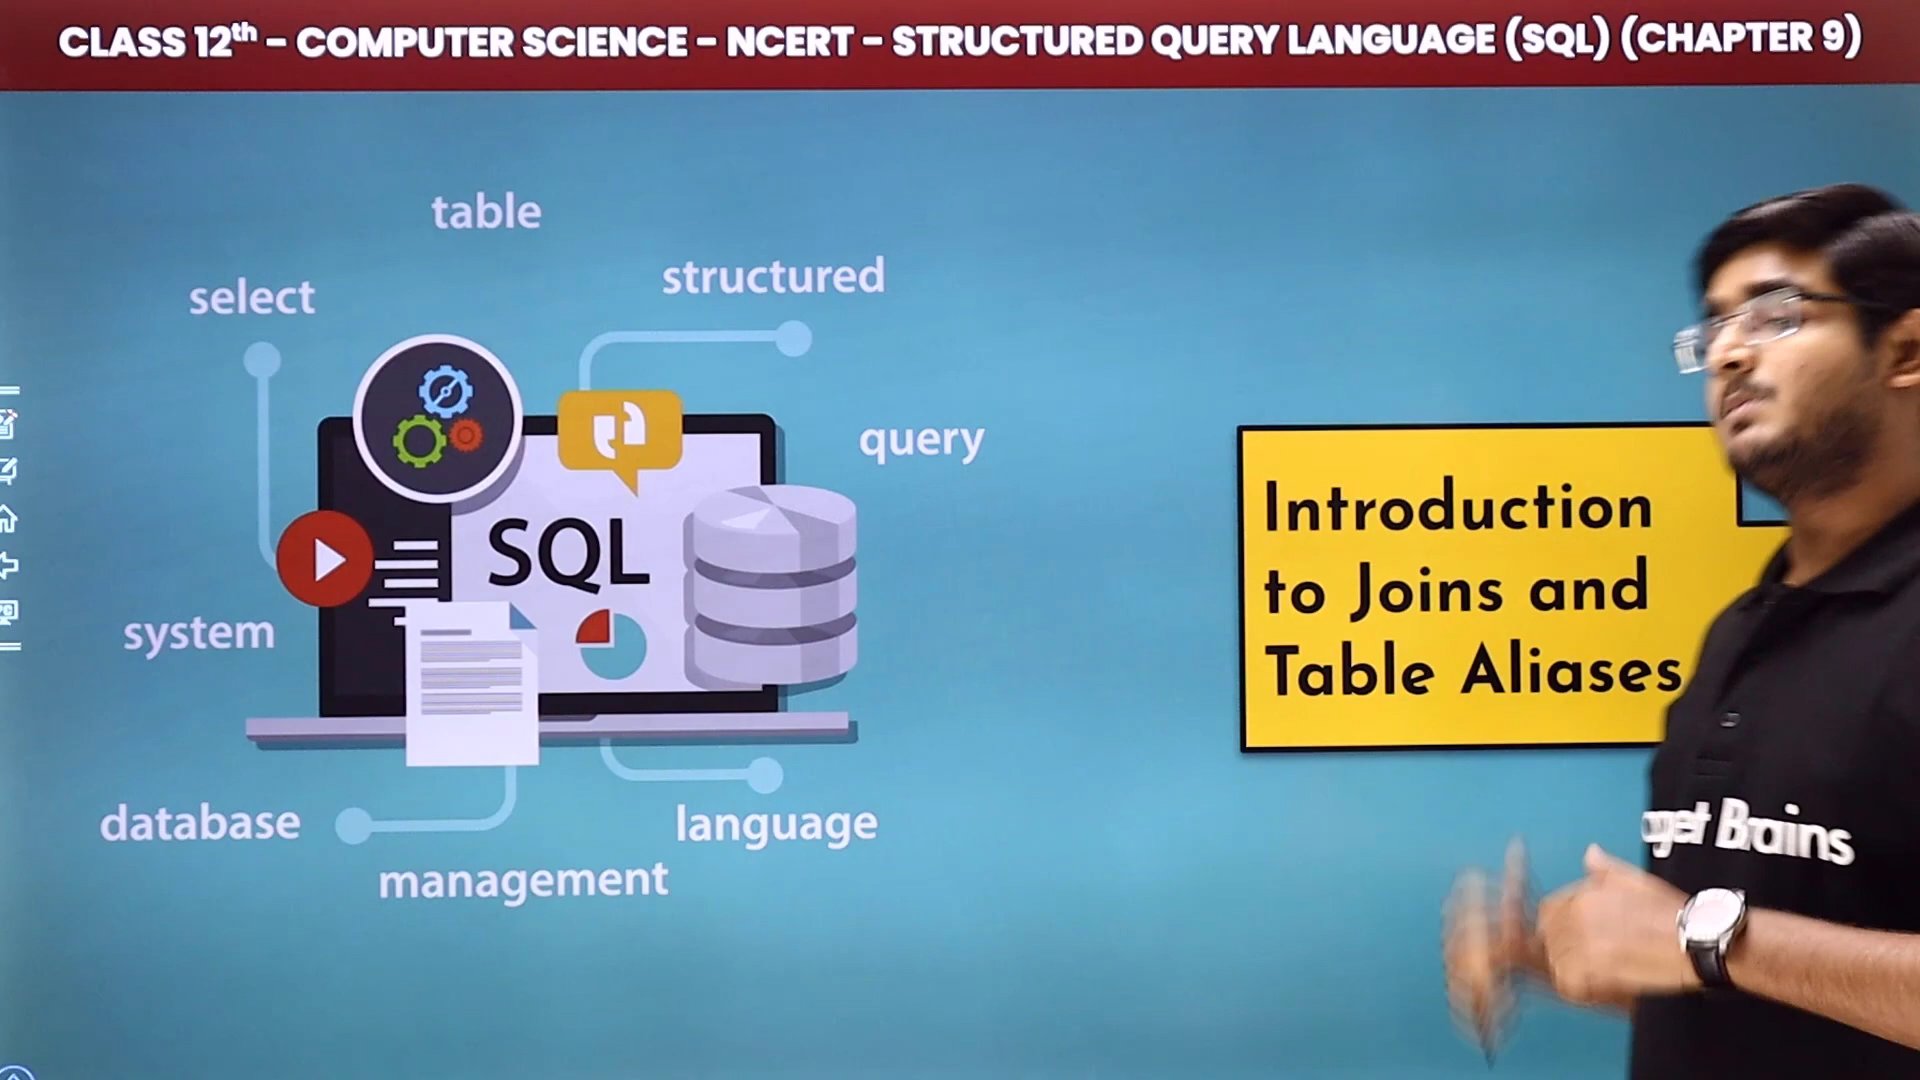 CLASS 12th - COMPUTER SCIENCE - NCERT - STRUCTURED QUERY LANGUAGE (SQL) (CHAPTER 9)
table
structured
select
query
SQL
system
database
language
management
Introduction
to Joins and
Table Aliases
Brains